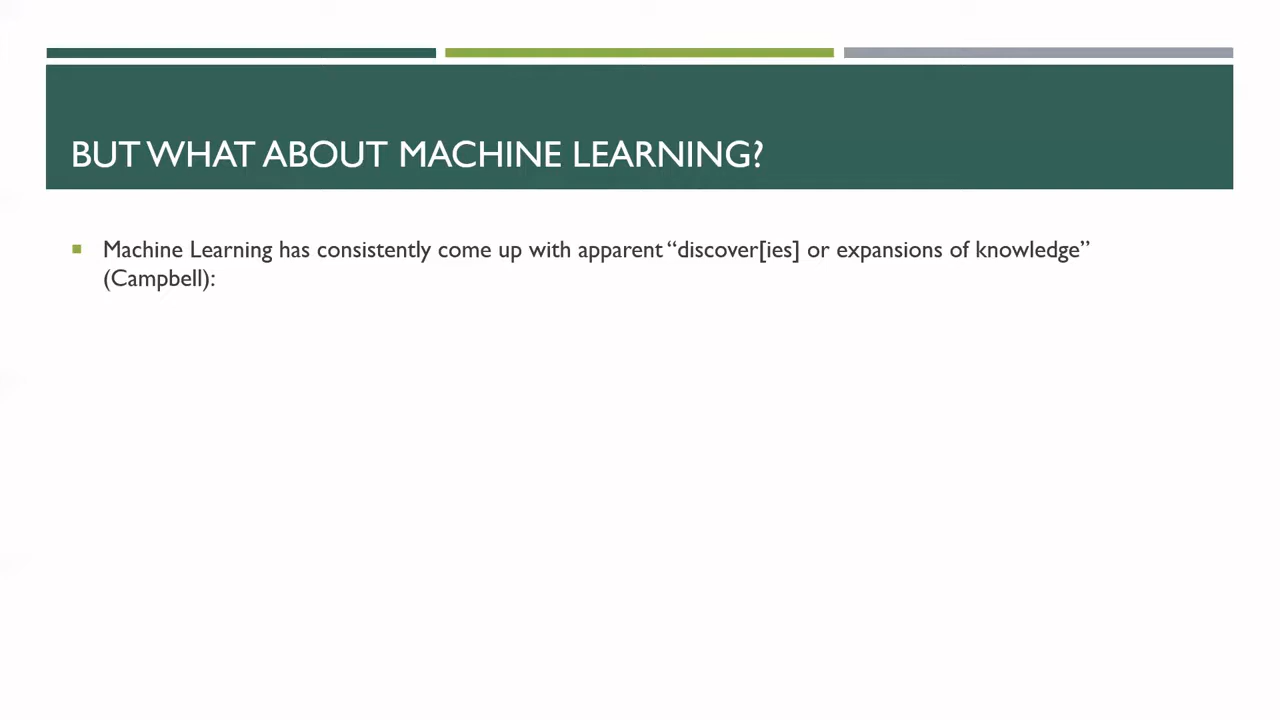 BUT WHAT ABOUT MACHINE LEARNING?
Machine Learning has consistently come up with apparent “discover[ies] or expansions of knowledge”
(Campbell):